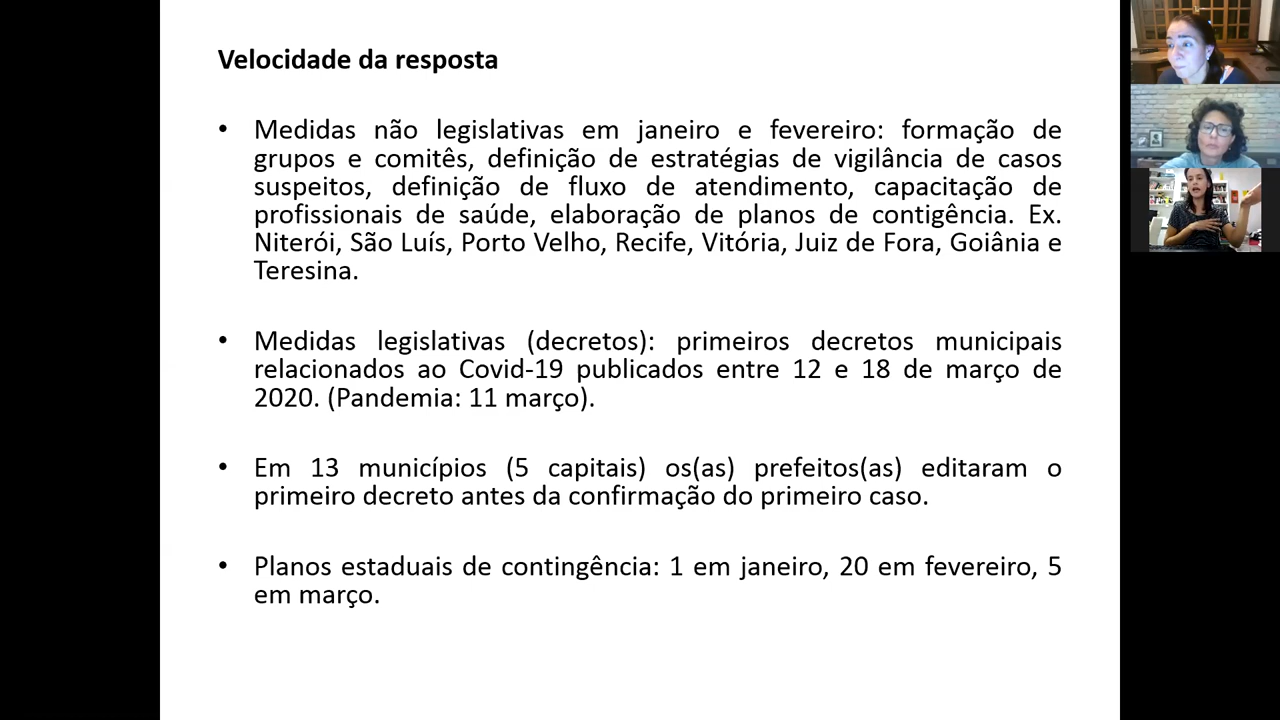 Velocidade da resposta
• Medidas não legislativas em janeiro e fevereiro: formação de
grupos e comitês, definição de estratégias de vigilância de casos
suspeitos, definição de fluxo de atendimento, capacitação de
profissionais de saúde, elaboração de planos de contigência. Ex.
Niterói, São Luís, Porto Velho, Recife, Vitória, Juiz de Fora, Goiânia e
Teresina.
• Medidas legislativas (decretos): primeiros decretos municipais
relacionados ao Covid-19 publicados entre 12 e 18 de março de
2020. (Pandemia: 11 março).
• Em 13 municípios (5 capitais) os(as) prefeitos(as) editaram o
primeiro decreto antes da confirmação do primeiro caso.
• Planos estaduais de contingência: 1 em janeiro, 20 em fevereiro, 5
em março.